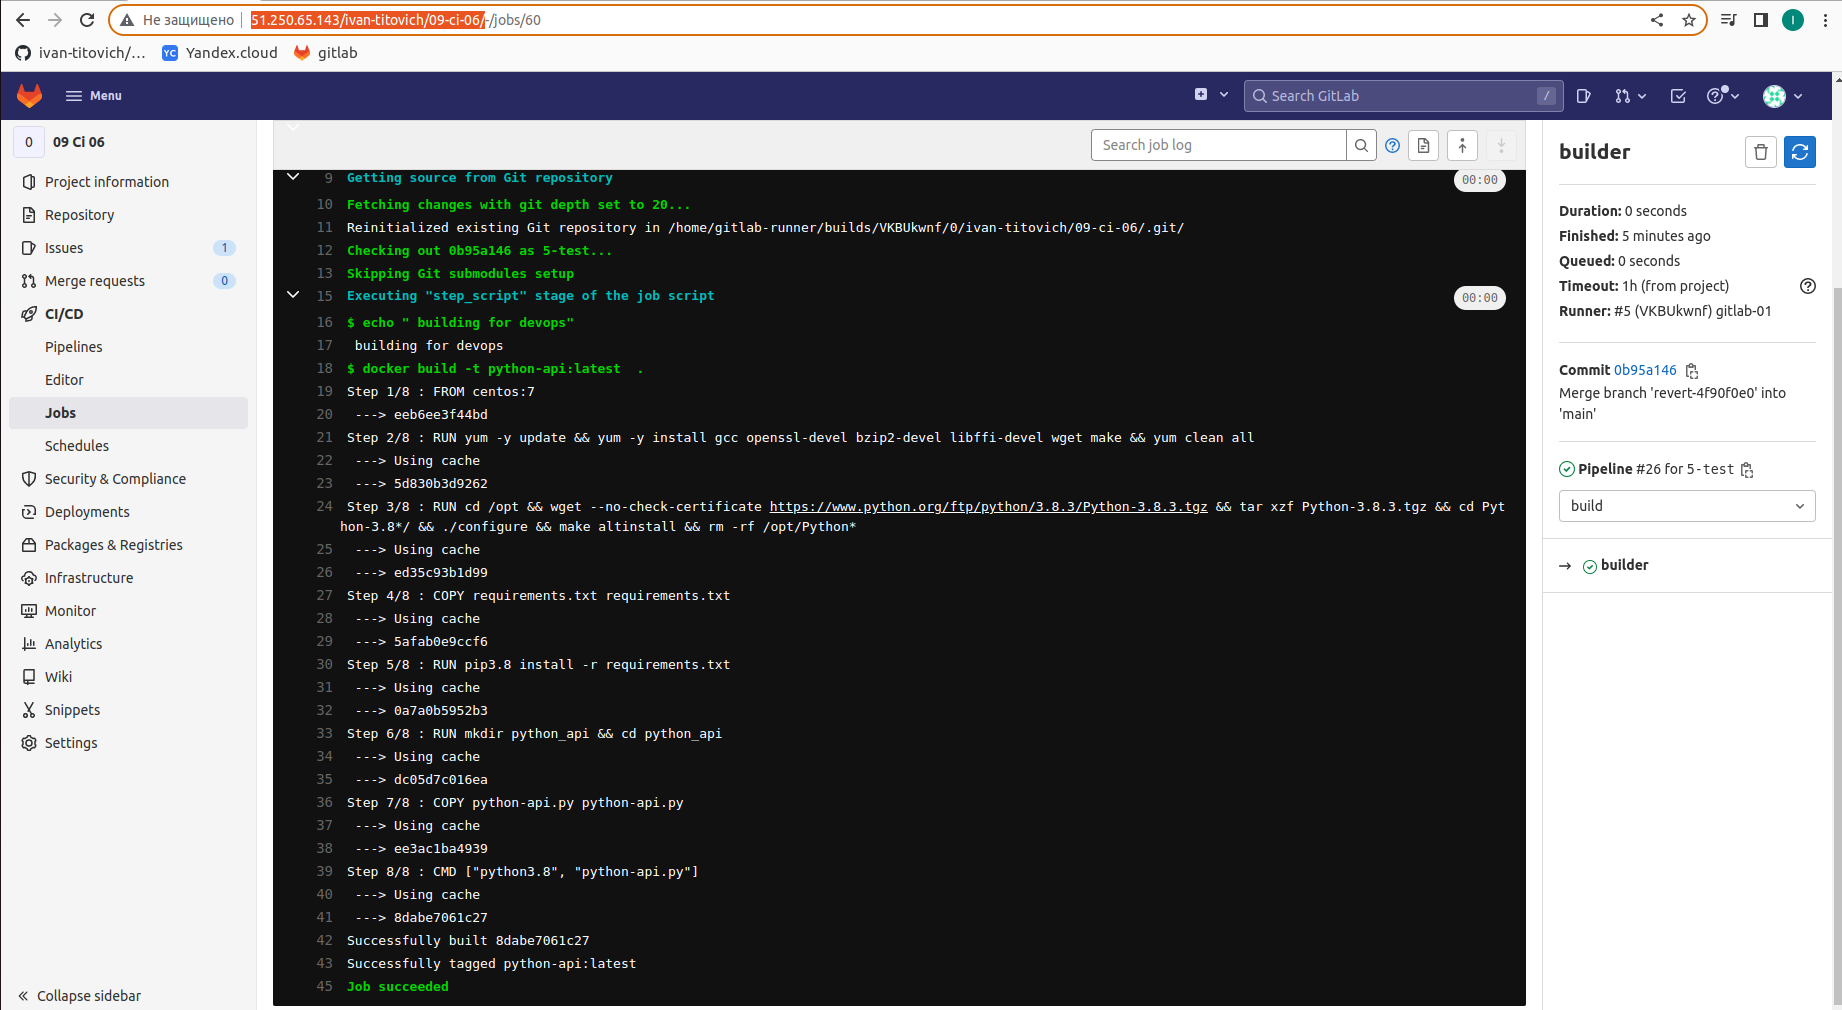 Не защищено
51.250.65.143/ivan-titovich/09-ci-06/-/jobs/60
I
ivan-titovich/...
YC
Yandex.cloud
gitlab
Menu
Search GitLab
/
0
09 Ci 06
Project information
Repository
Issues
1
Merge requests
0
CI/CD
Pipelines
Editor
Jobs
Schedules
Security & Compliance
Deployments
Packages & Registries
Infrastructure
Monitor
Analytics
Wiki
Snippets
Settings
Collapse sidebar
Search job log
9 Getting source from Git repository
00:00
10 Fetching changes with git depth set to 20...
11 Reinitialized existing Git repository in /home/gitlab-runner/builds/VKBUkwnf/0/ivan-titovich/09-ci-06/.git/
12 Checking out 0b95a146 as 5-test...
13 Skipping Git submodules setup
15 Executing "step_script" stage of the job script
00:00
16 $ echo " building for devops"
17 building for devops
18 $ docker build -t python-api:latest .
19 Step 1/8 : FROM centos:7
20 ---> eeb6ee3f44bd
21 Step 2/8 : RUN yum -y update && yum -y install gcc openssl-devel bzip2-devel libffi-devel wget make && yum clean all
22 ---> Using cache
23 ---> 5d830b3d9262
24 Step 3/8 : RUN cd /opt && wget --no-check-certificate https://www.python.org/ftp/python/3.8.3/Python-3.8.3.tgz && tar xzf Python-3.8.3.tgz && cd Pyt
hon-3.8*/ && ./configure && make altinstall && rm -rf /opt/Python*
25 ---> Using cache
26 ---> ed35c93b1d99
27 Step 4/8 : COPY requirements.txt requirements.txt
28 ---> Using cache
29 ---> 5afab0e9ccf6
30 Step 5/8 : RUN pip3.8 install -r requirements.txt
31 ---> Using cache
32 ---> 0a7a0b5952b3
33 Step 6/8 : RUN mkdir python_api && cd python_api
34 ---> Using cache
35 ---> dc05d7c016ea
36 Step 7/8 : COPY python-api.py python-api.py
37 ---> Using cache
38 ---> ee3ac1ba4939
39 Step 8/8 : CMD ["python3.8", "python-api.py"]
40 ---> Using cache
41 ---> 8dabe7061c27
42 Successfully built 8dabe7061c27
43 Successfully tagged python-api:latest
45 Job succeeded
builder
Duration: 0 seconds
Finished: 5 minutes ago
Queued: 0 seconds
Timeout: 1h (from project)
Runner: #5 (VKBUkwnf) gitlab-01
Commit 0b95a146
Merge branch 'revert-4f90f0e0' into
'main'
Pipeline #26 for 5-test
build
→ builder